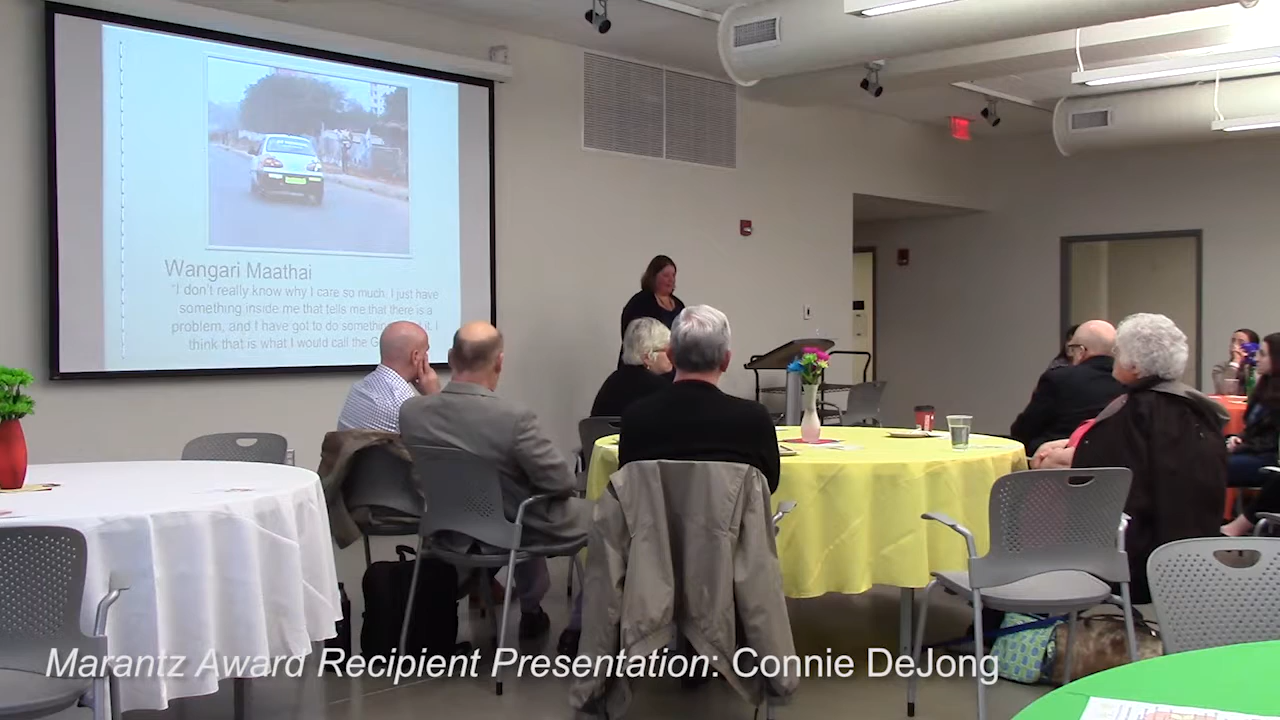 Wangari Maathai
"I don't really know why I care so much. I just have
something inside me that tells me that there is a
problem, and I have got to do something it. I
think that is what I would call the G
Marantz Award Recipient Presentation: Connie DeJong